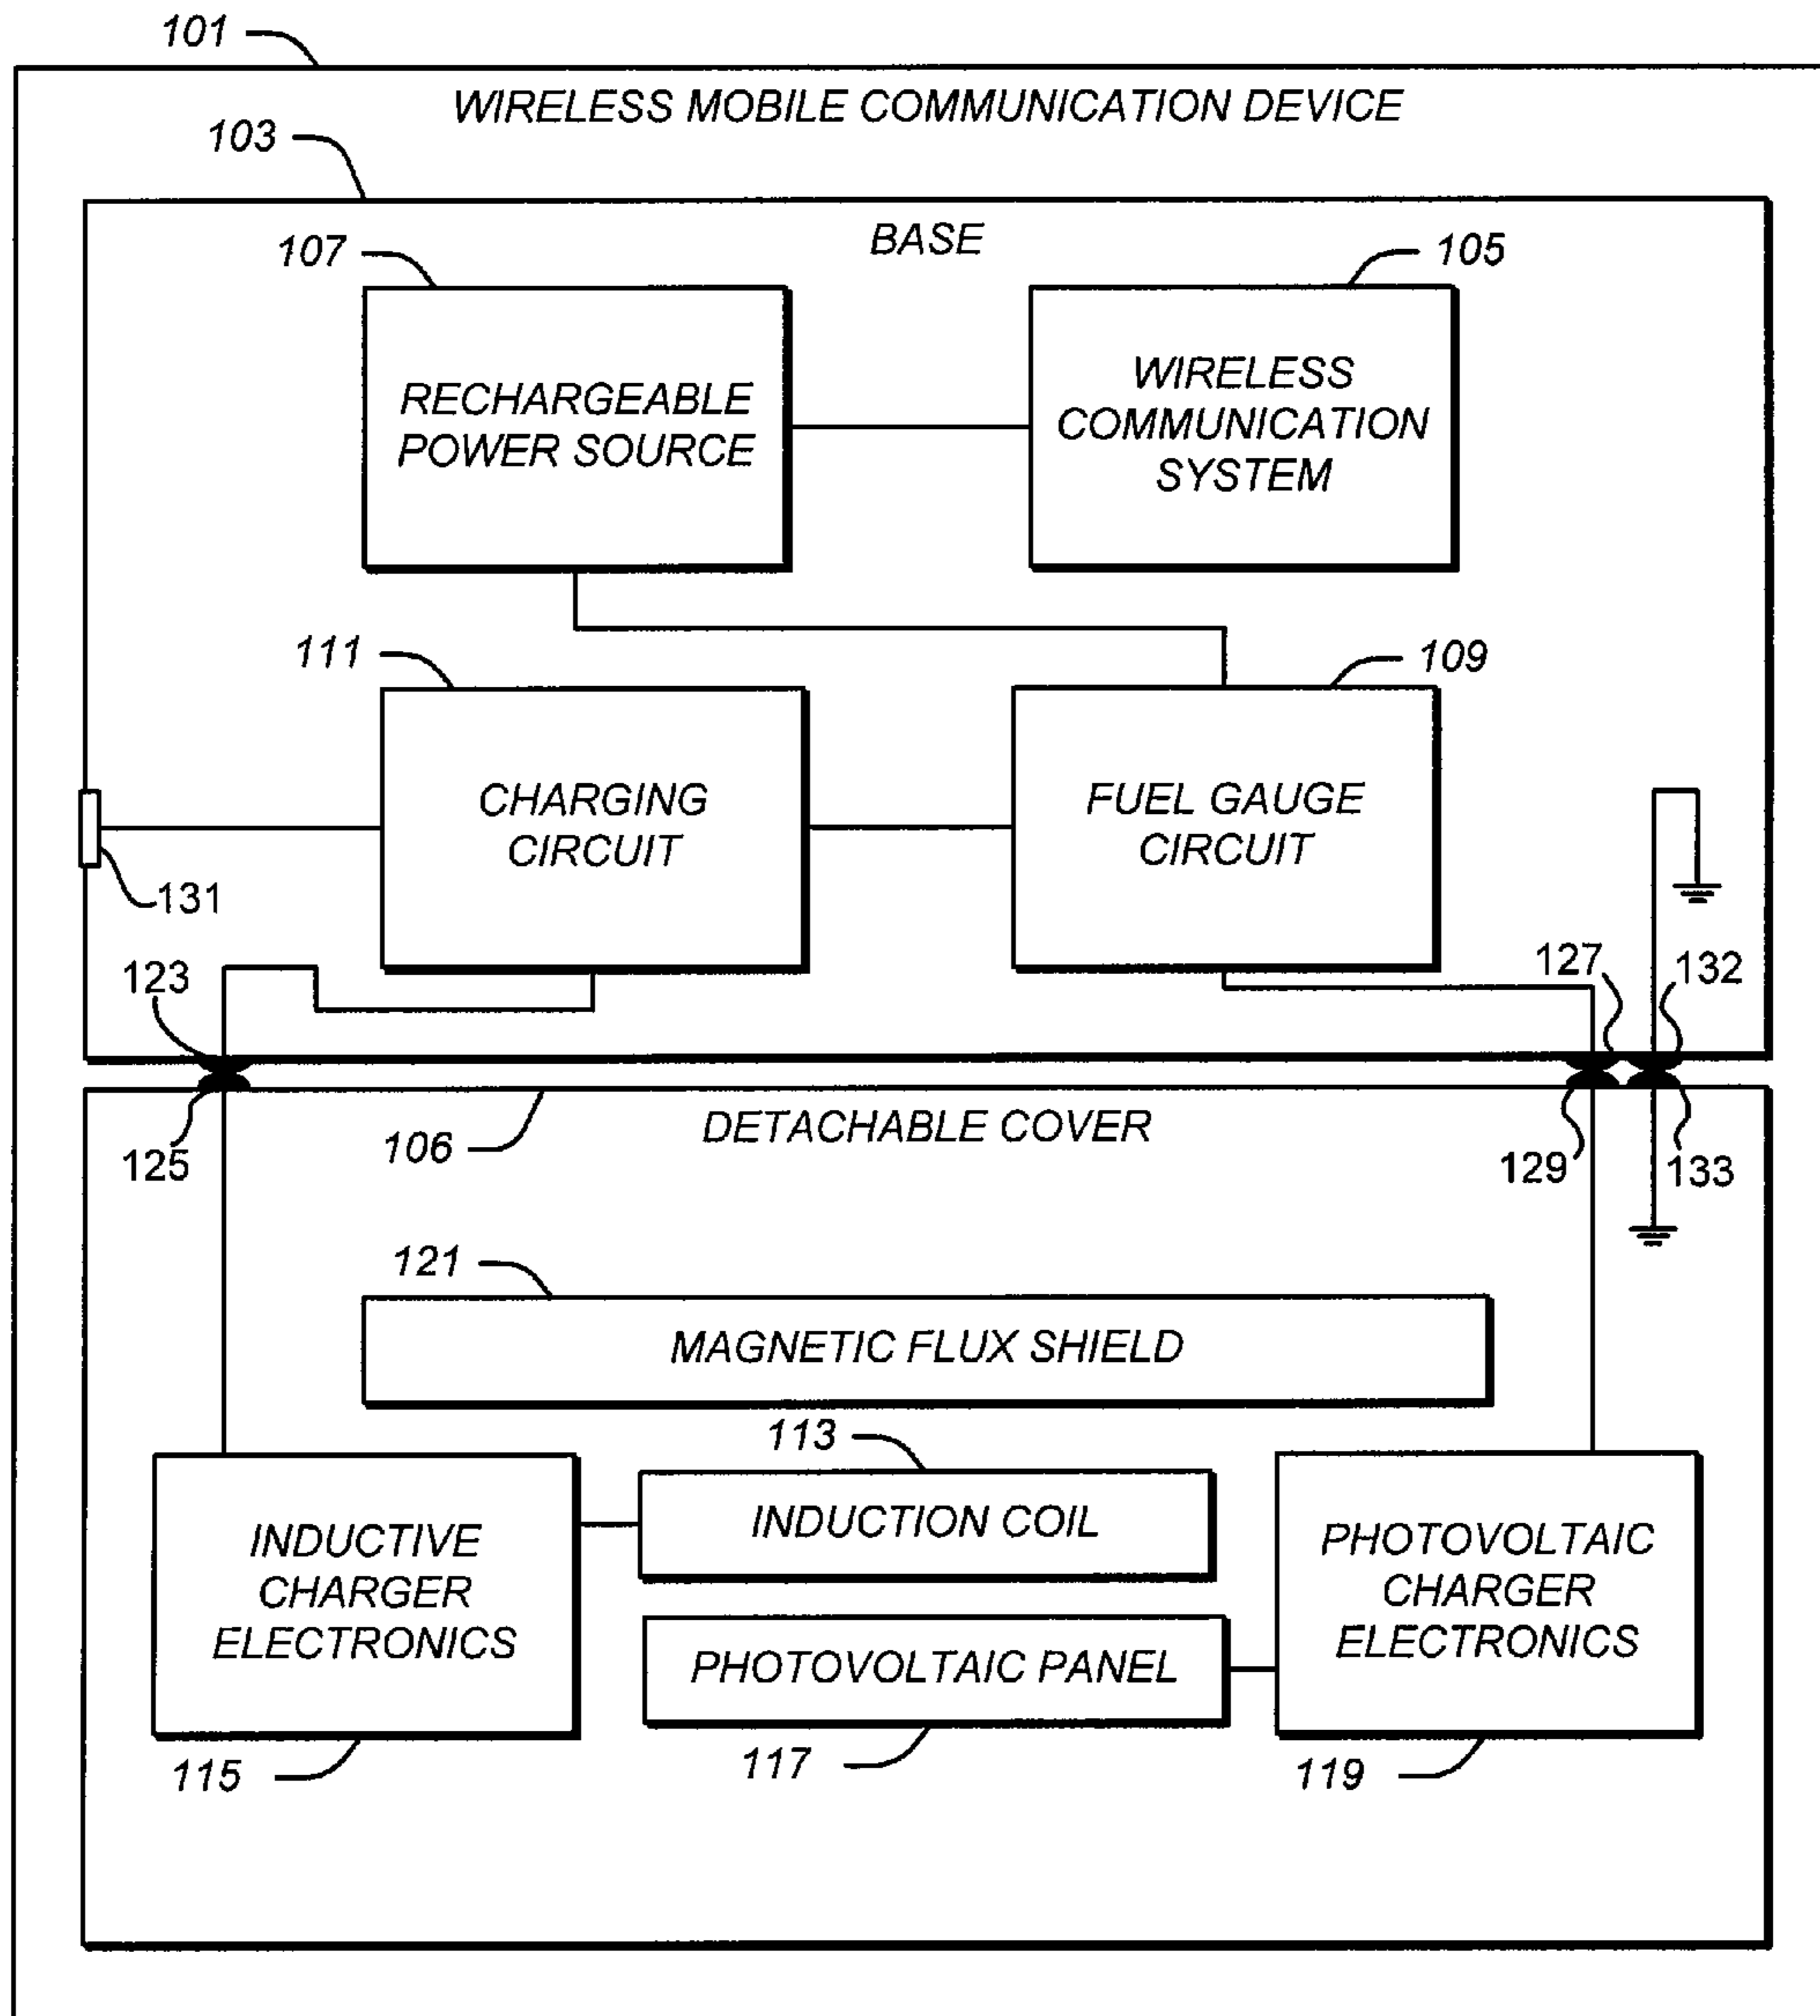 101
WIRELESS MOBILE COMMUNICATION DEVICE
103
BASE
107
105
RECHARGEABLE
POWER SOURCE
WIRELESS
COMMUNICATION
SYSTEM
111
109
CHARGING
CIRCUIT
FUEL GAUGE
CIRCUIT
131
123
127
132
106
DETACHABLE COVER
125
129
133
121
MAGNETIC FLUX SHIELD
113
INDUCTION COIL
INDUCTIVE
CHARGER
ELECTRONICS
PHOTOVOLTAIC
CHARGER
ELECTRONICS
PHOTOVOLTAIC PANEL
115
117
119